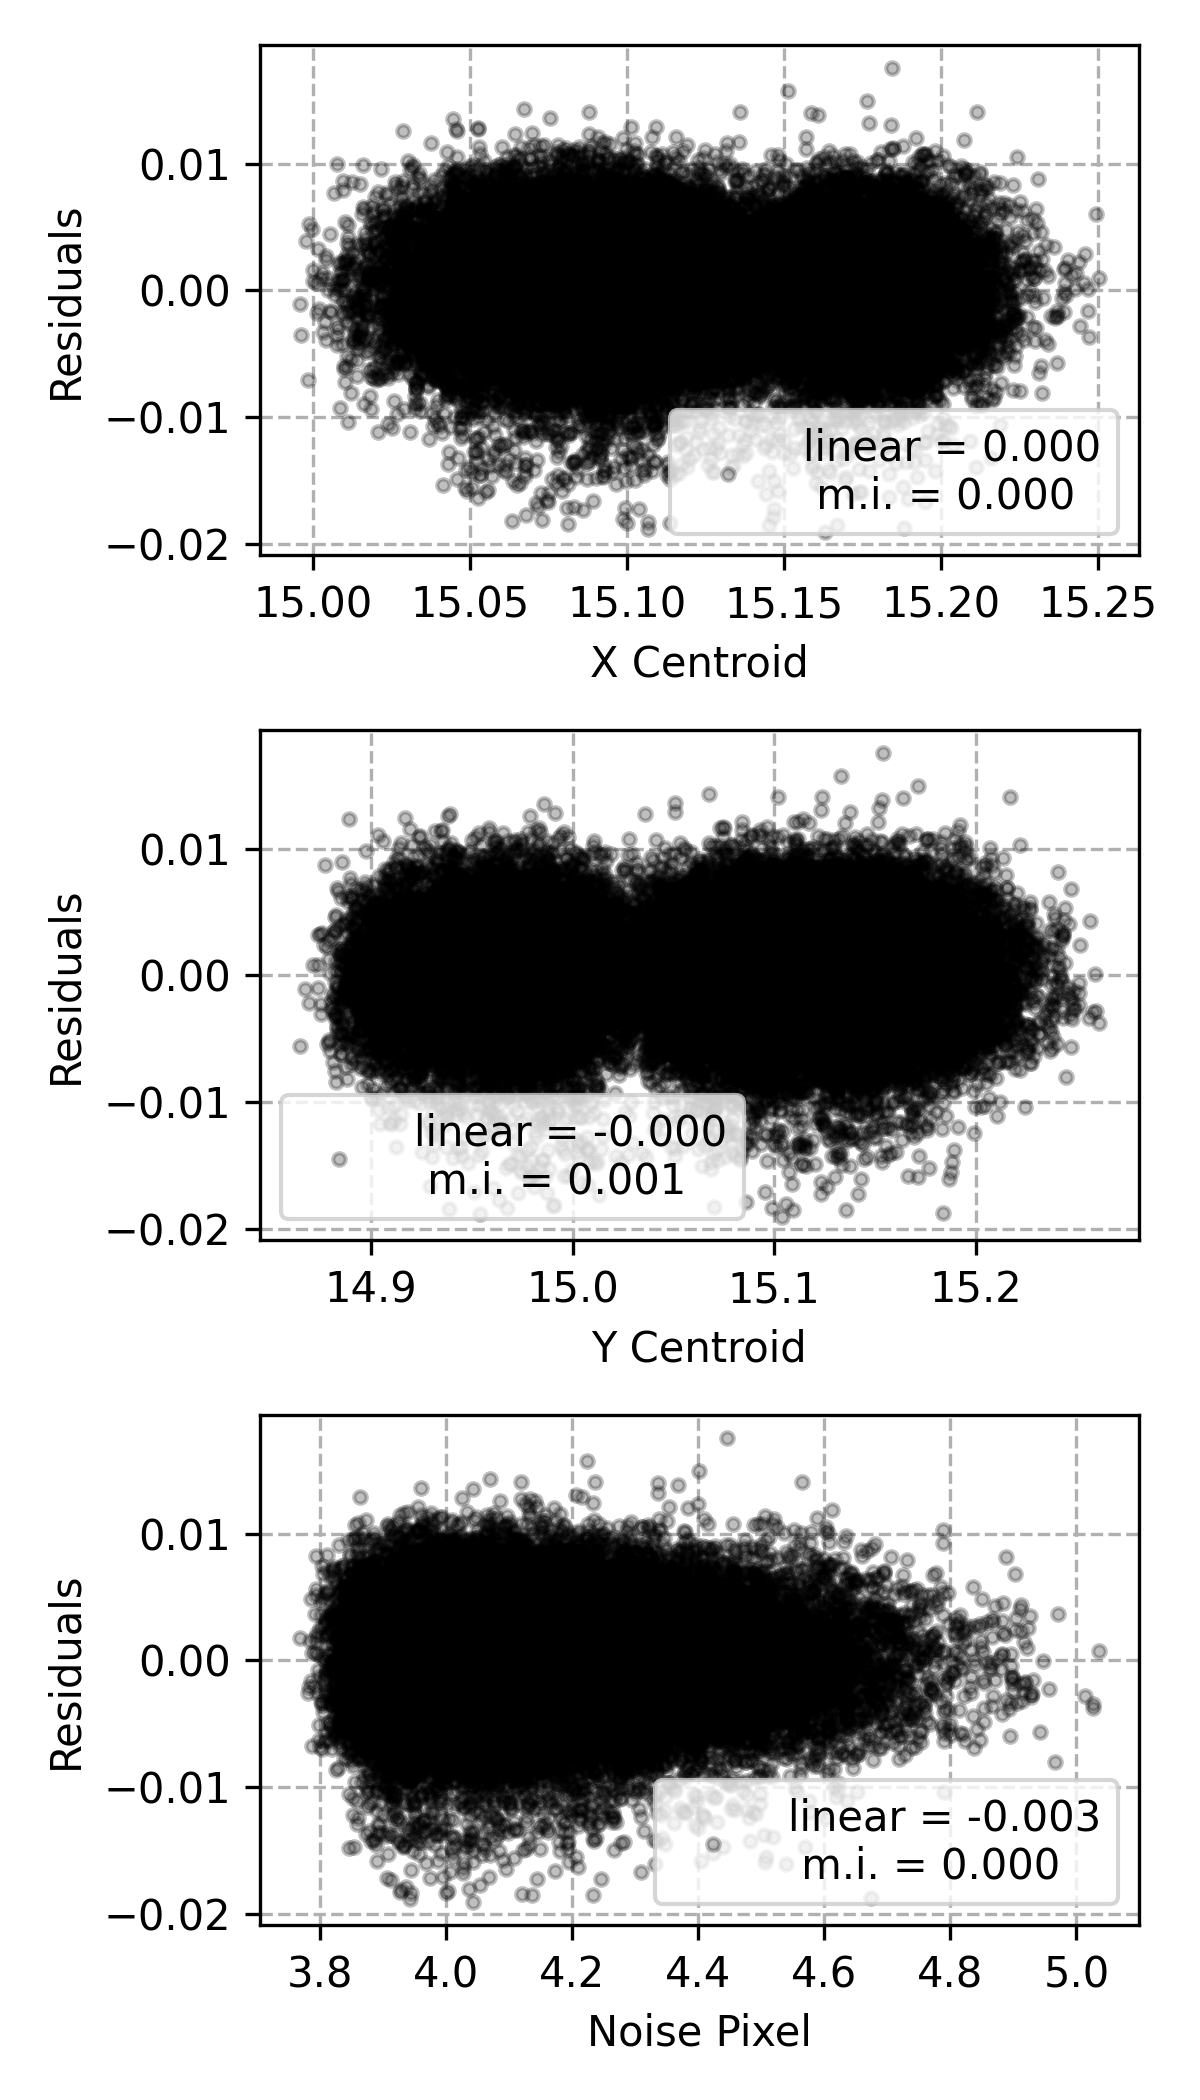 0.01
0.00
−0.01
−0.02
Residuals
linear = 0.000
m.i. = 0.000
15.00 15.05 15.10 15.15 15.20 15.25
X Centroid
0.01
0.00
−0.01
−0.02
Residuals
linear = -0.000
m.i. = 0.001
14.9 15.0 15.1 15.2
Y Centroid
0.01
0.00
−0.01
−0.02
Residuals
linear = -0.003
m.i. = 0.000
3.8 4.0 4.2 4.4 4.6 4.8 5.0
Noise Pixel